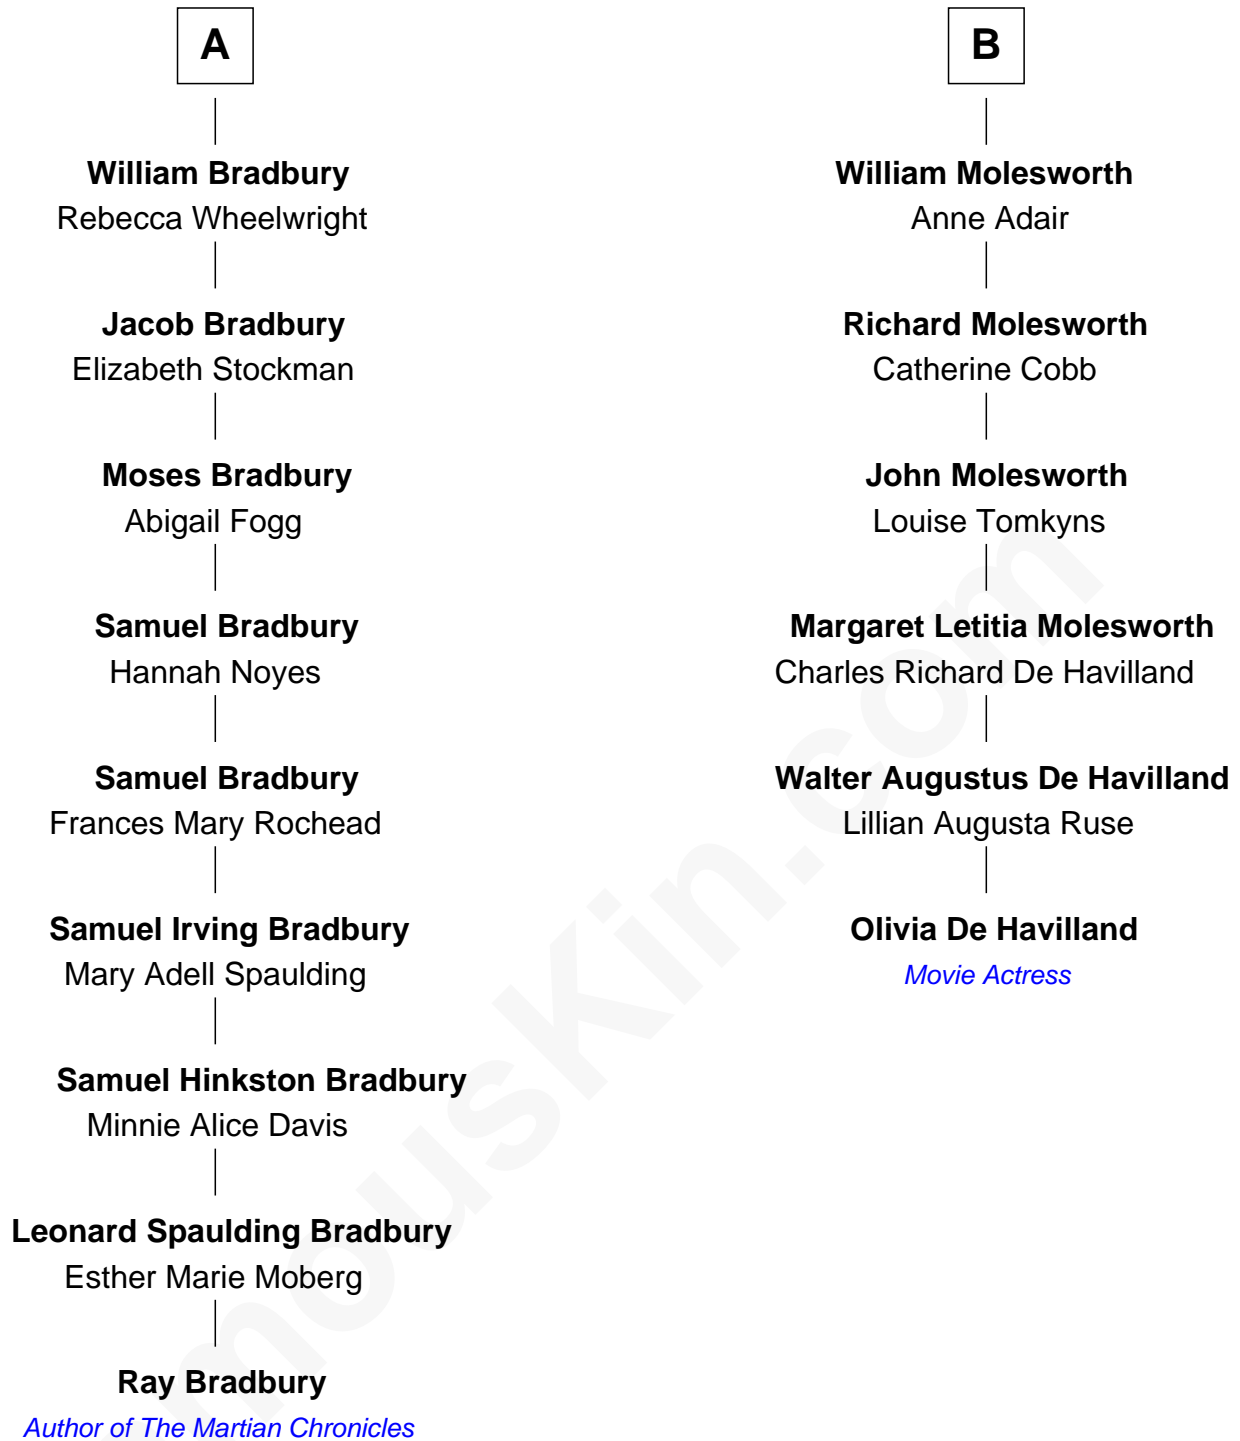 A
William Bradbury
Rebecca Wheelwright
Jacob Bradbury
Elizabeth Stockman
Moses Bradbury
Abigail Fogg
Samuel Bradbury
Hannah Noyes
Samuel Bradbury
Frances Mary Rochead
Samuel Irving Bradbury
Mary Adell Spaulding
Samuel Hinkston Bradbury
Minnie Alice Davis
Leonard Spaulding Bradbury
Esther Marie Moberg
Ray Bradbury
Author of The Martian Chronicles
B
William Molesworth
Anne Adair
Richard Molesworth
Catherine Cobb
John Molesworth
Louise Tomkyns
Margaret Letitia Molesworth
Charles Richard De Havilland
Walter Augustus De Havilland
Lillian Augusta Ruse
Olivia De Havilland
Movie Actress
mousKin.com